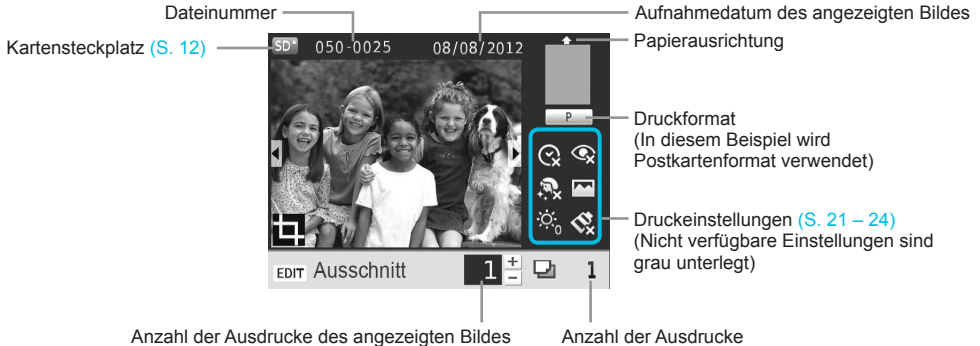 Dateinummer
Aufnahmedatum des angezeigten Bildes
Kartensteckplatz (S. 12)
SD
050-0025
08/08/2012
Papierausrichtung
P
Druckformat
(In diesem Beispiel wird
Postkartenformat verwendet)
0
Druckeinstellungen (S. 21 – 24)
(Nicht verfügbare Einstellungen sind
grau unterlegt)
EDIT Ausschnitt
1 + −
1
Anzahl der Ausdrucke des angezeigten Bildes
Anzahl der Ausdrucke